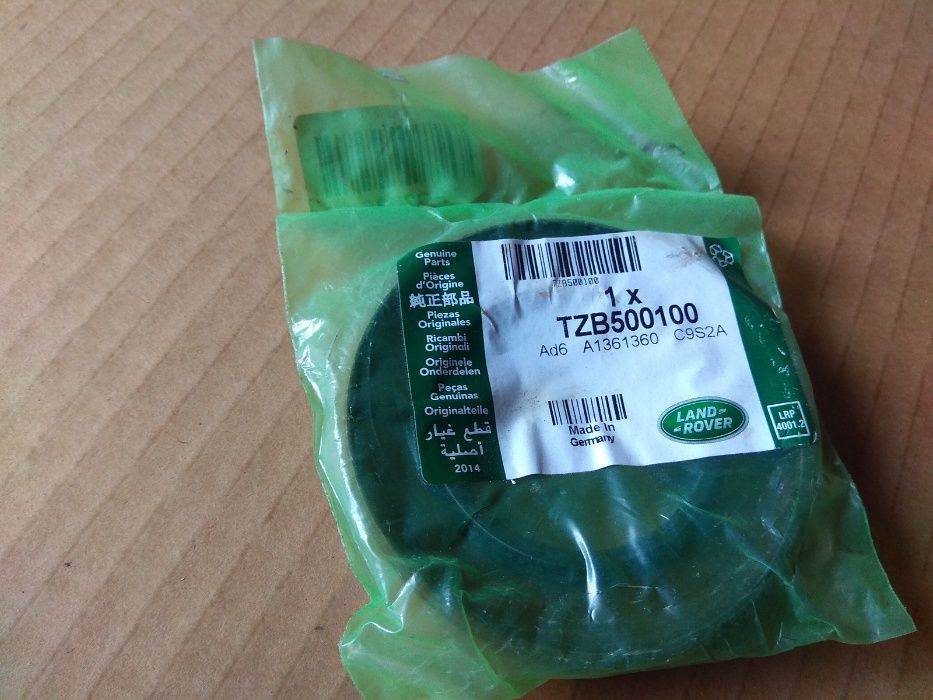 Genuine
Parts
Pièces
d'Origine
純正部品
Piezas
Originales
Ricambi
Originali
Originele
Onderdelen
Peças
Genuínas
Originalteile
قطع غيار
أصلية
2014
TZB500100
1 x
TZB500100
Ad6 A1361360 C9S2A
Made In
Germany
LAND
ROVER
LRP
4001.2